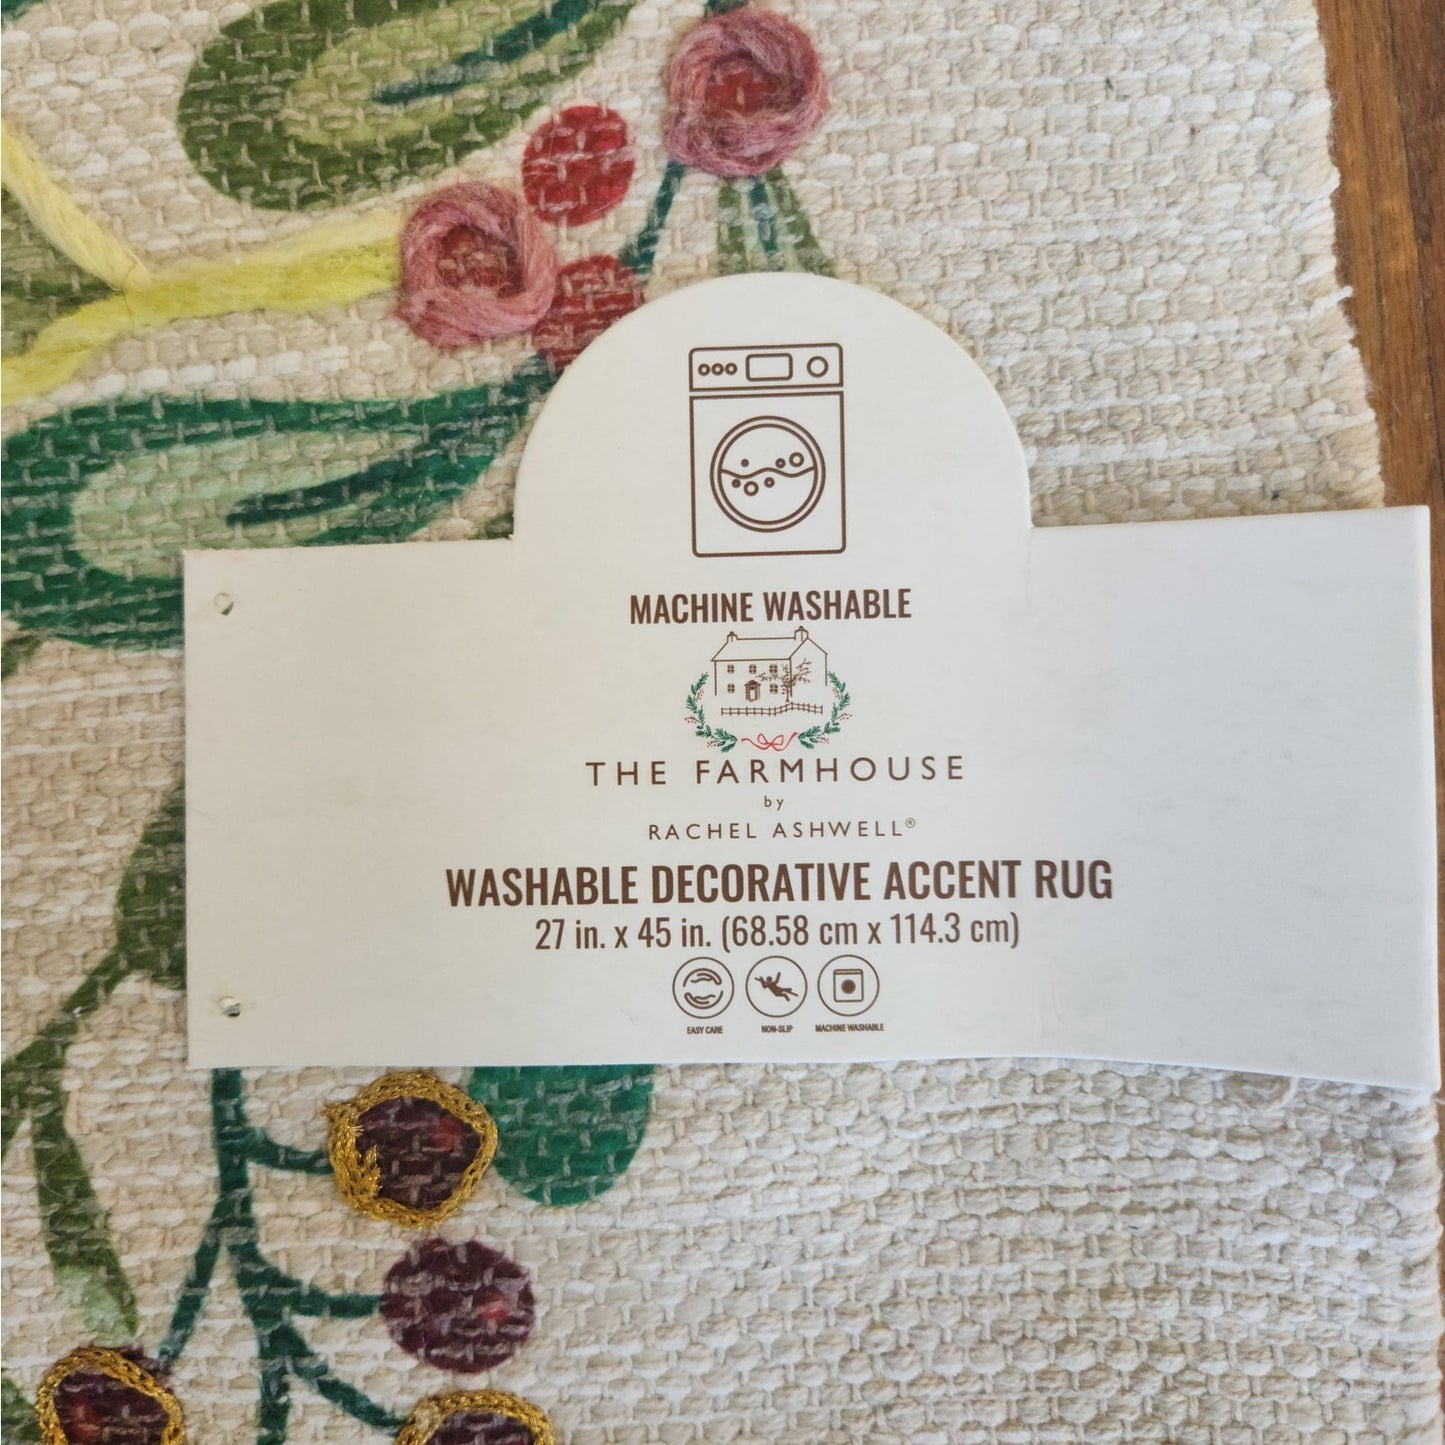 MACHINE WASHABLE
THE FARMHOUSE
by
RACHEL ASHWELL®
WASHABLE DECORATIVE ACCENT RUG
27 in. x 45 in. (68.58 cm x 114.3 cm)
EASY CARE NON-SLIP MACHINE WASHABLE